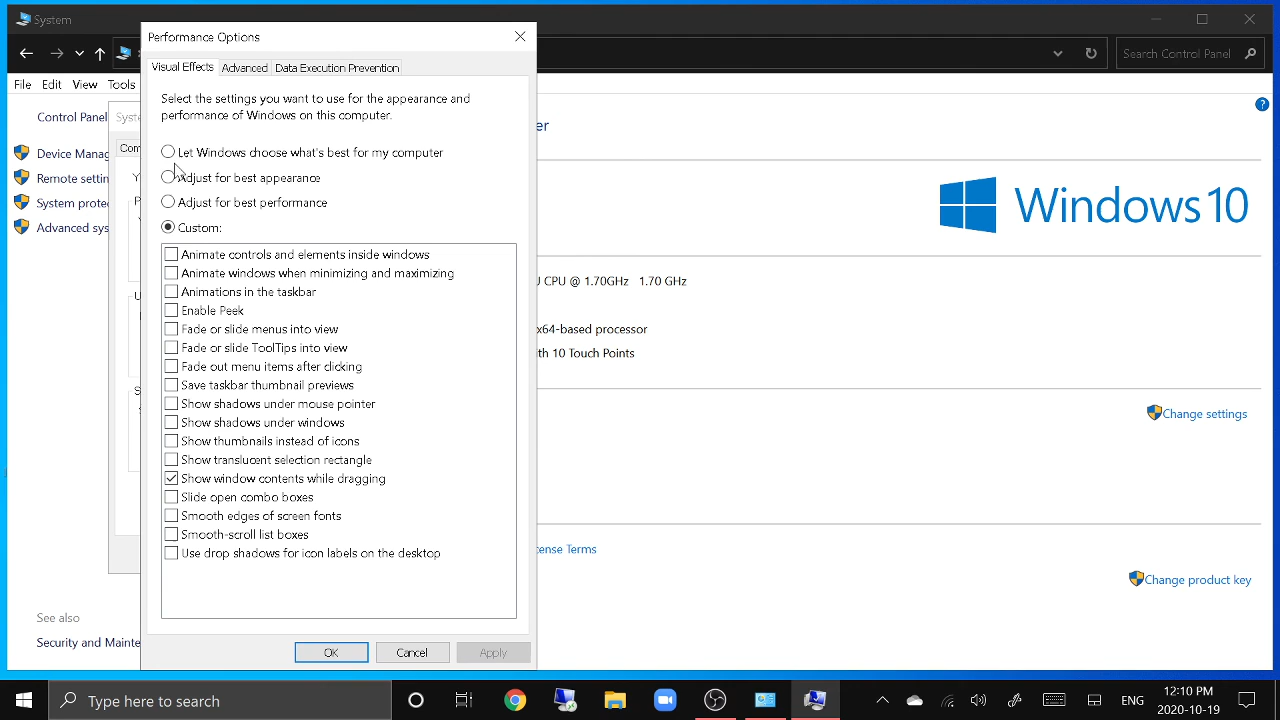 System
Search Control Panel
File Edit View Tools
Control Panel
Device Manag
Remote settin
System prote
Advanced sys
See also
Security and Mainte
Syste
Com
Performance Options
Visual Effects Advanced Data Execution Prevention
Select the settings you want to use for the appearance and
performance of Windows on this computer.
Let Windows choose what's best for my computer
Adjust for best appearance
Adjust for best performance
Custom:
Animate controls and elements inside windows
Animate windows when minimizing and maximizing
Animations in the taskbar
Enable Peek
Fade or slide menus into view
Fade or slide ToolTips into view
Fade out menu items after clicking
Save taskbar thumbnail previews
Show shadows under mouse pointer
Show shadows under windows
Show thumbnails instead of icons
Show translucent selection rectangle
Show window contents while dragging
Slide open combo boxes
Smooth edges of screen fonts
Smooth-scroll list boxes
Use drop shadows for icon labels on the desktop
OK Cancel Apply
er
Windows 10
CPU @ 1.70GHz 1.70 GHz
x64-based processor
ith 10 Touch Points
Change settings
cense Terms
Change product key
Type here to search
ENG
12:10 PM
2020-10-19